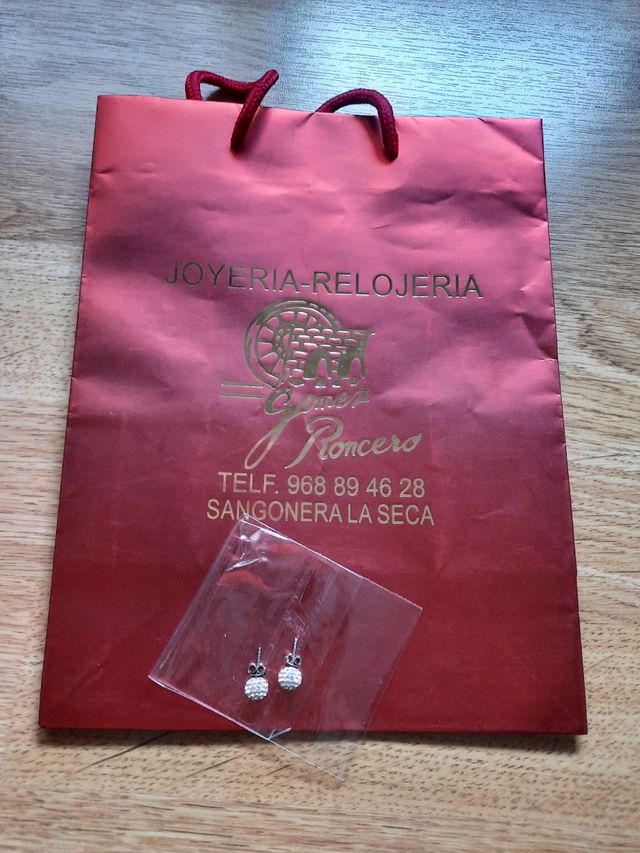 JOYERIA-RELOJERIA
Gomez
Roncero
TELF. 968 89 46 28
SANGONERA LA SECA